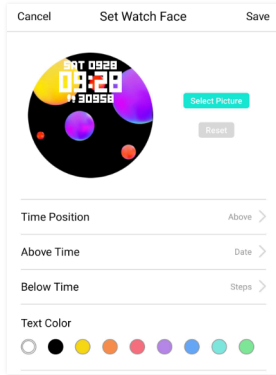 Cancel Set Watch Face Save
SAT 0928
09:28
30958
Select Picture
Reset
Time Position Above
Above Time Date
Below Time Steps
Text Color